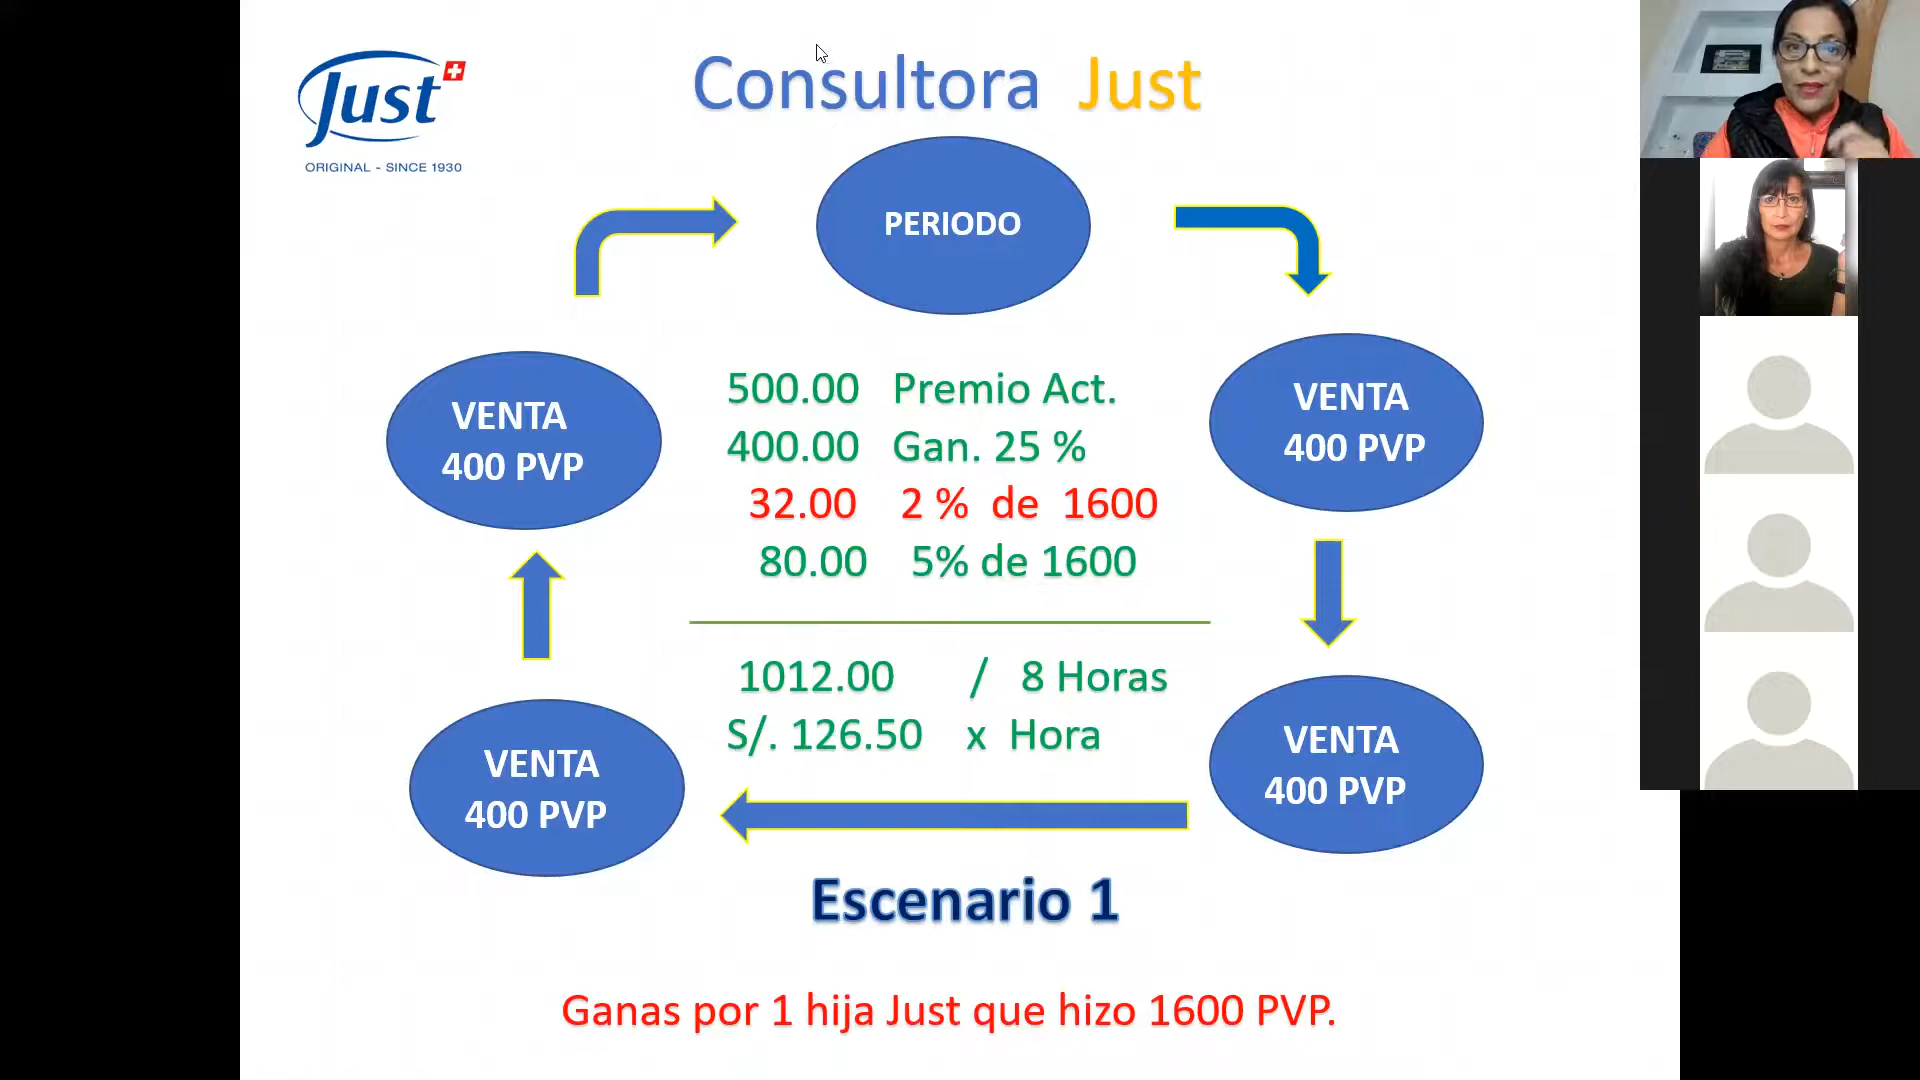 Just
ORIGINAL - SINCE 1930
Consultora Just
PERIODO
VENTA
400 PVP
VENTA
400 PVP
500.00 Premio Act.
400.00 Gan. 25 %
32.00 2 % de 1600
80.00 5% de 1600
1012.00 / 8 Horas
S/. 126.50 x Hora
VENTA
400 PVP
VENTA
400 PVP
Escenario 1
Ganas por 1 hija Just que hizo 1600 PVP.